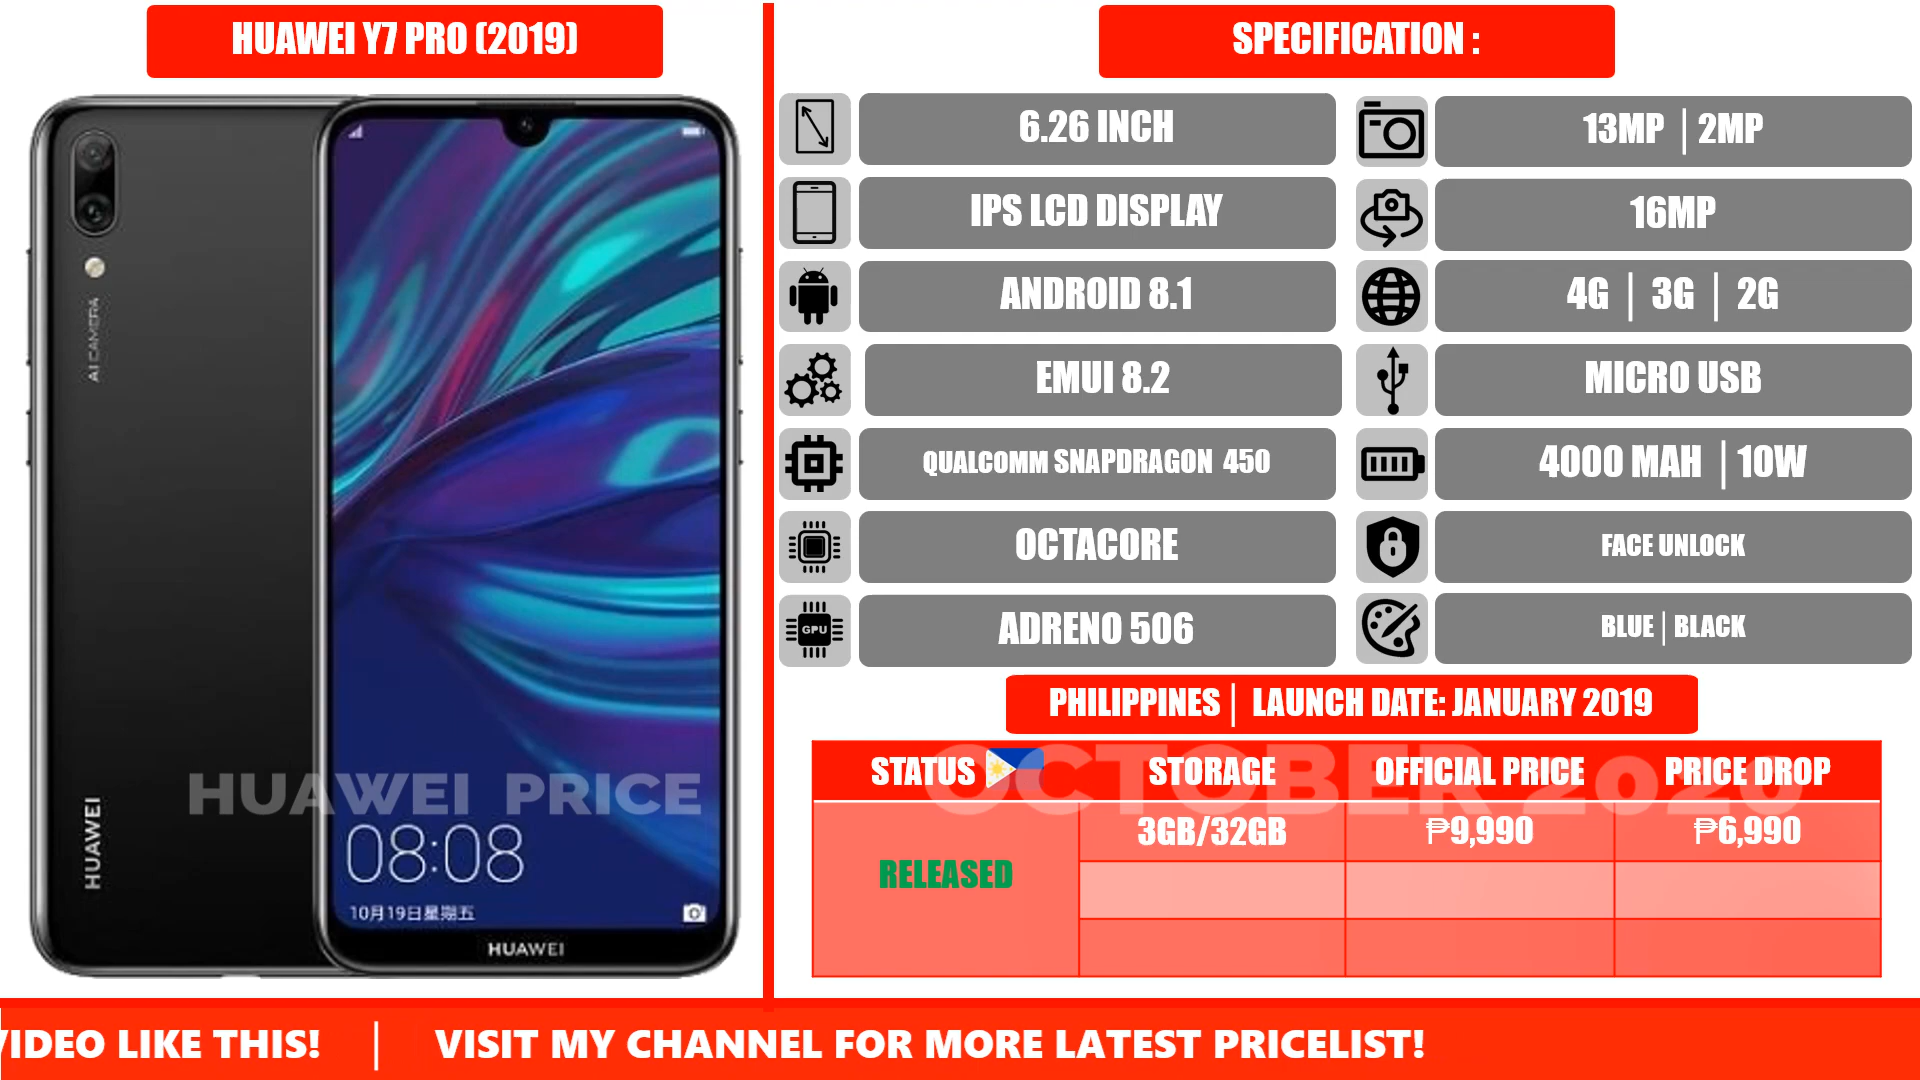 HUAWEI Y7 PRO (2019)
AI CAMERA
HUAWEI
08:08
10月19日星期五
HUAWEI
HUAWEI PRICE
SPECIFICATION :
6.26 INCH
13MP | 2MP
IPS LCD DISPLAY
16MP
ANDROID 8.1
4G | 3G | 2G
EMUI 8.2
MICRO USB
QUALCOMM SNAPDRAGON 450
4000 MAH | 10W
OCTACORE
FACE UNLOCK
GPU
ADRENO 506
BLUE | BLACK
PHILIPPINES | LAUNCH DATE: JANUARY 2019
OCTOBER 2020
STATUS STORAGE OFFICIAL PRICE PRICE DROP
3GB/32GB ₱9,990 ₱6,990
RELEASED
VIDEO LIKE THIS! | VISIT MY CHANNEL FOR MORE LATEST PRICELIST!